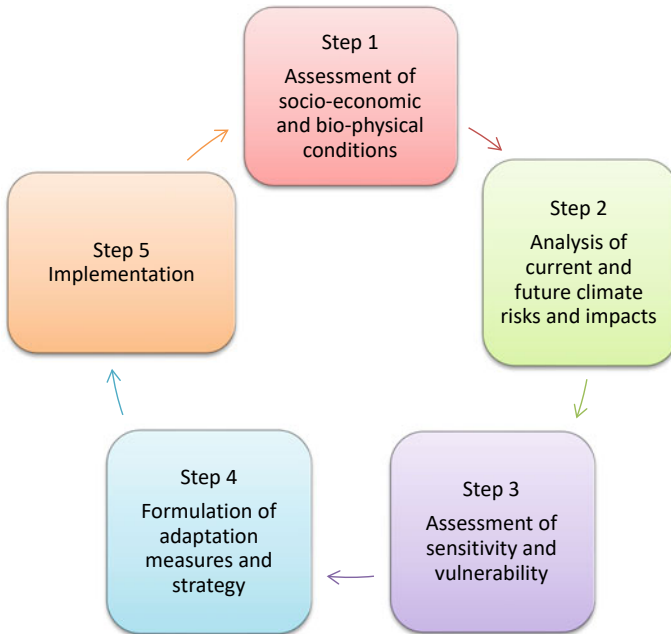 Step 1
Assessment of
socio-economic
and bio-physical
conditions
Step 2
Analysis of
current and
future climate
risks and impacts
Step 3
Assessment of
sensitivity and
vulnerability
Step 4
Formulation of
adaptation
measures and
strategy
Step 5
Implementation